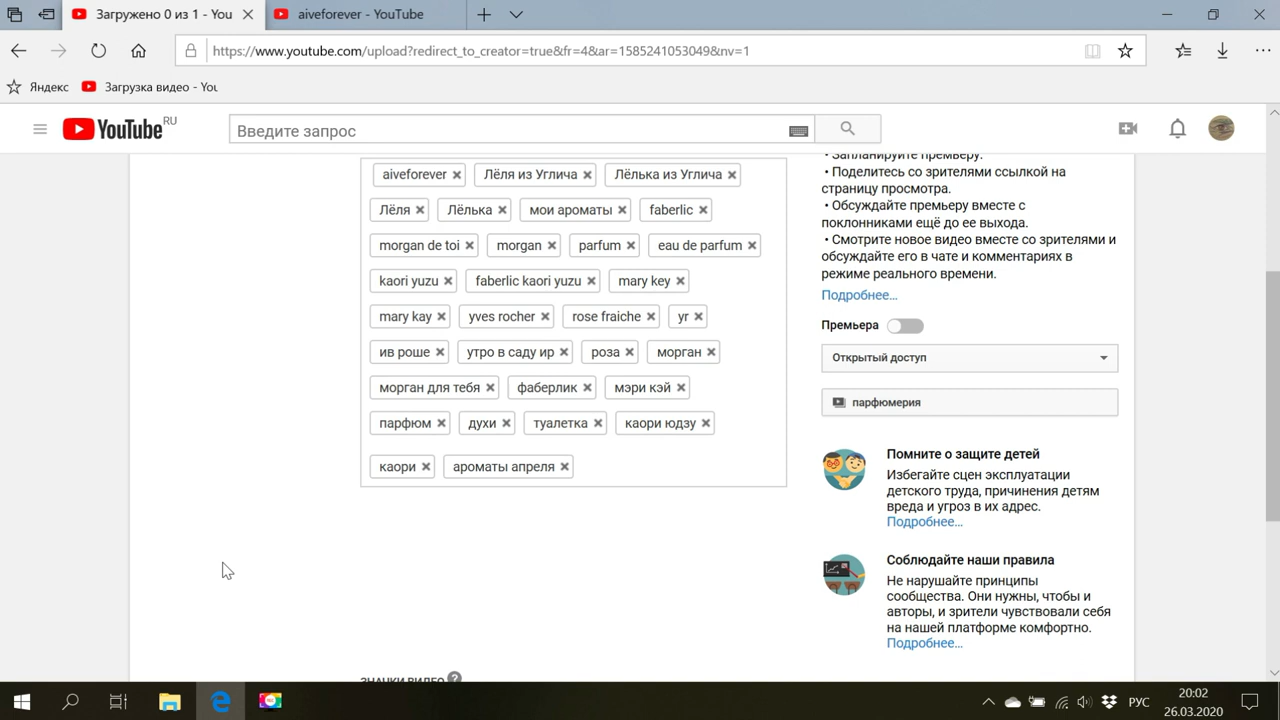 Загружено 0 из 1 - You
aiveforever - YouTube
https://www.youtube.com/upload?redirect_to_creator=true&fr=4&ar=1585241053049&nv=1
Яндекс
Загрузка видео - You
YouTube RU
Введите запрос
aiveforever
Лёля из Углича
Лёлька из Углича
Лёля
Лёлька
мои ароматы
faberlic
morgan de toi
morgan
parfum
eau de parfum
kaori yuzu
faberlic kaori yuzu
mary key
mary kay
yves rocher
rose fraiche
yr
ив роше
утро в саду ир
роза
морган
морган для тебя
фаберлик
мэри кэй
парфюм
духи
туалетка
каори юдзу
каори
ароматы апреля
• Запланируйте премьеру.
• Поделитесь со зрителями ссылкой на
страницу просмотра.
• Обсуждайте премьеру вместе с
поклонниками ещё до ее выхода.
• Смотрите новое видео вместе со зрителями и
обсуждайте его в чате и комментариях в
режиме реального времени.
Подробнее...
Премьера
Открытый доступ
парфюмерия
Помните о защите детей
Избегайте сцен эксплуатации
детского труда, причинения детям
вреда и угроз в их адрес.
Подробнее...
Соблюдайте наши правила
Не нарушайте принципы
сообщества. Они нужны, чтобы и
авторы, и зрители чувствовали себя
на нашей платформе комфортно.
Подробнее...
ЗНАЧКИ ВИДЕО ?
РУС
20:02
26.03.2020